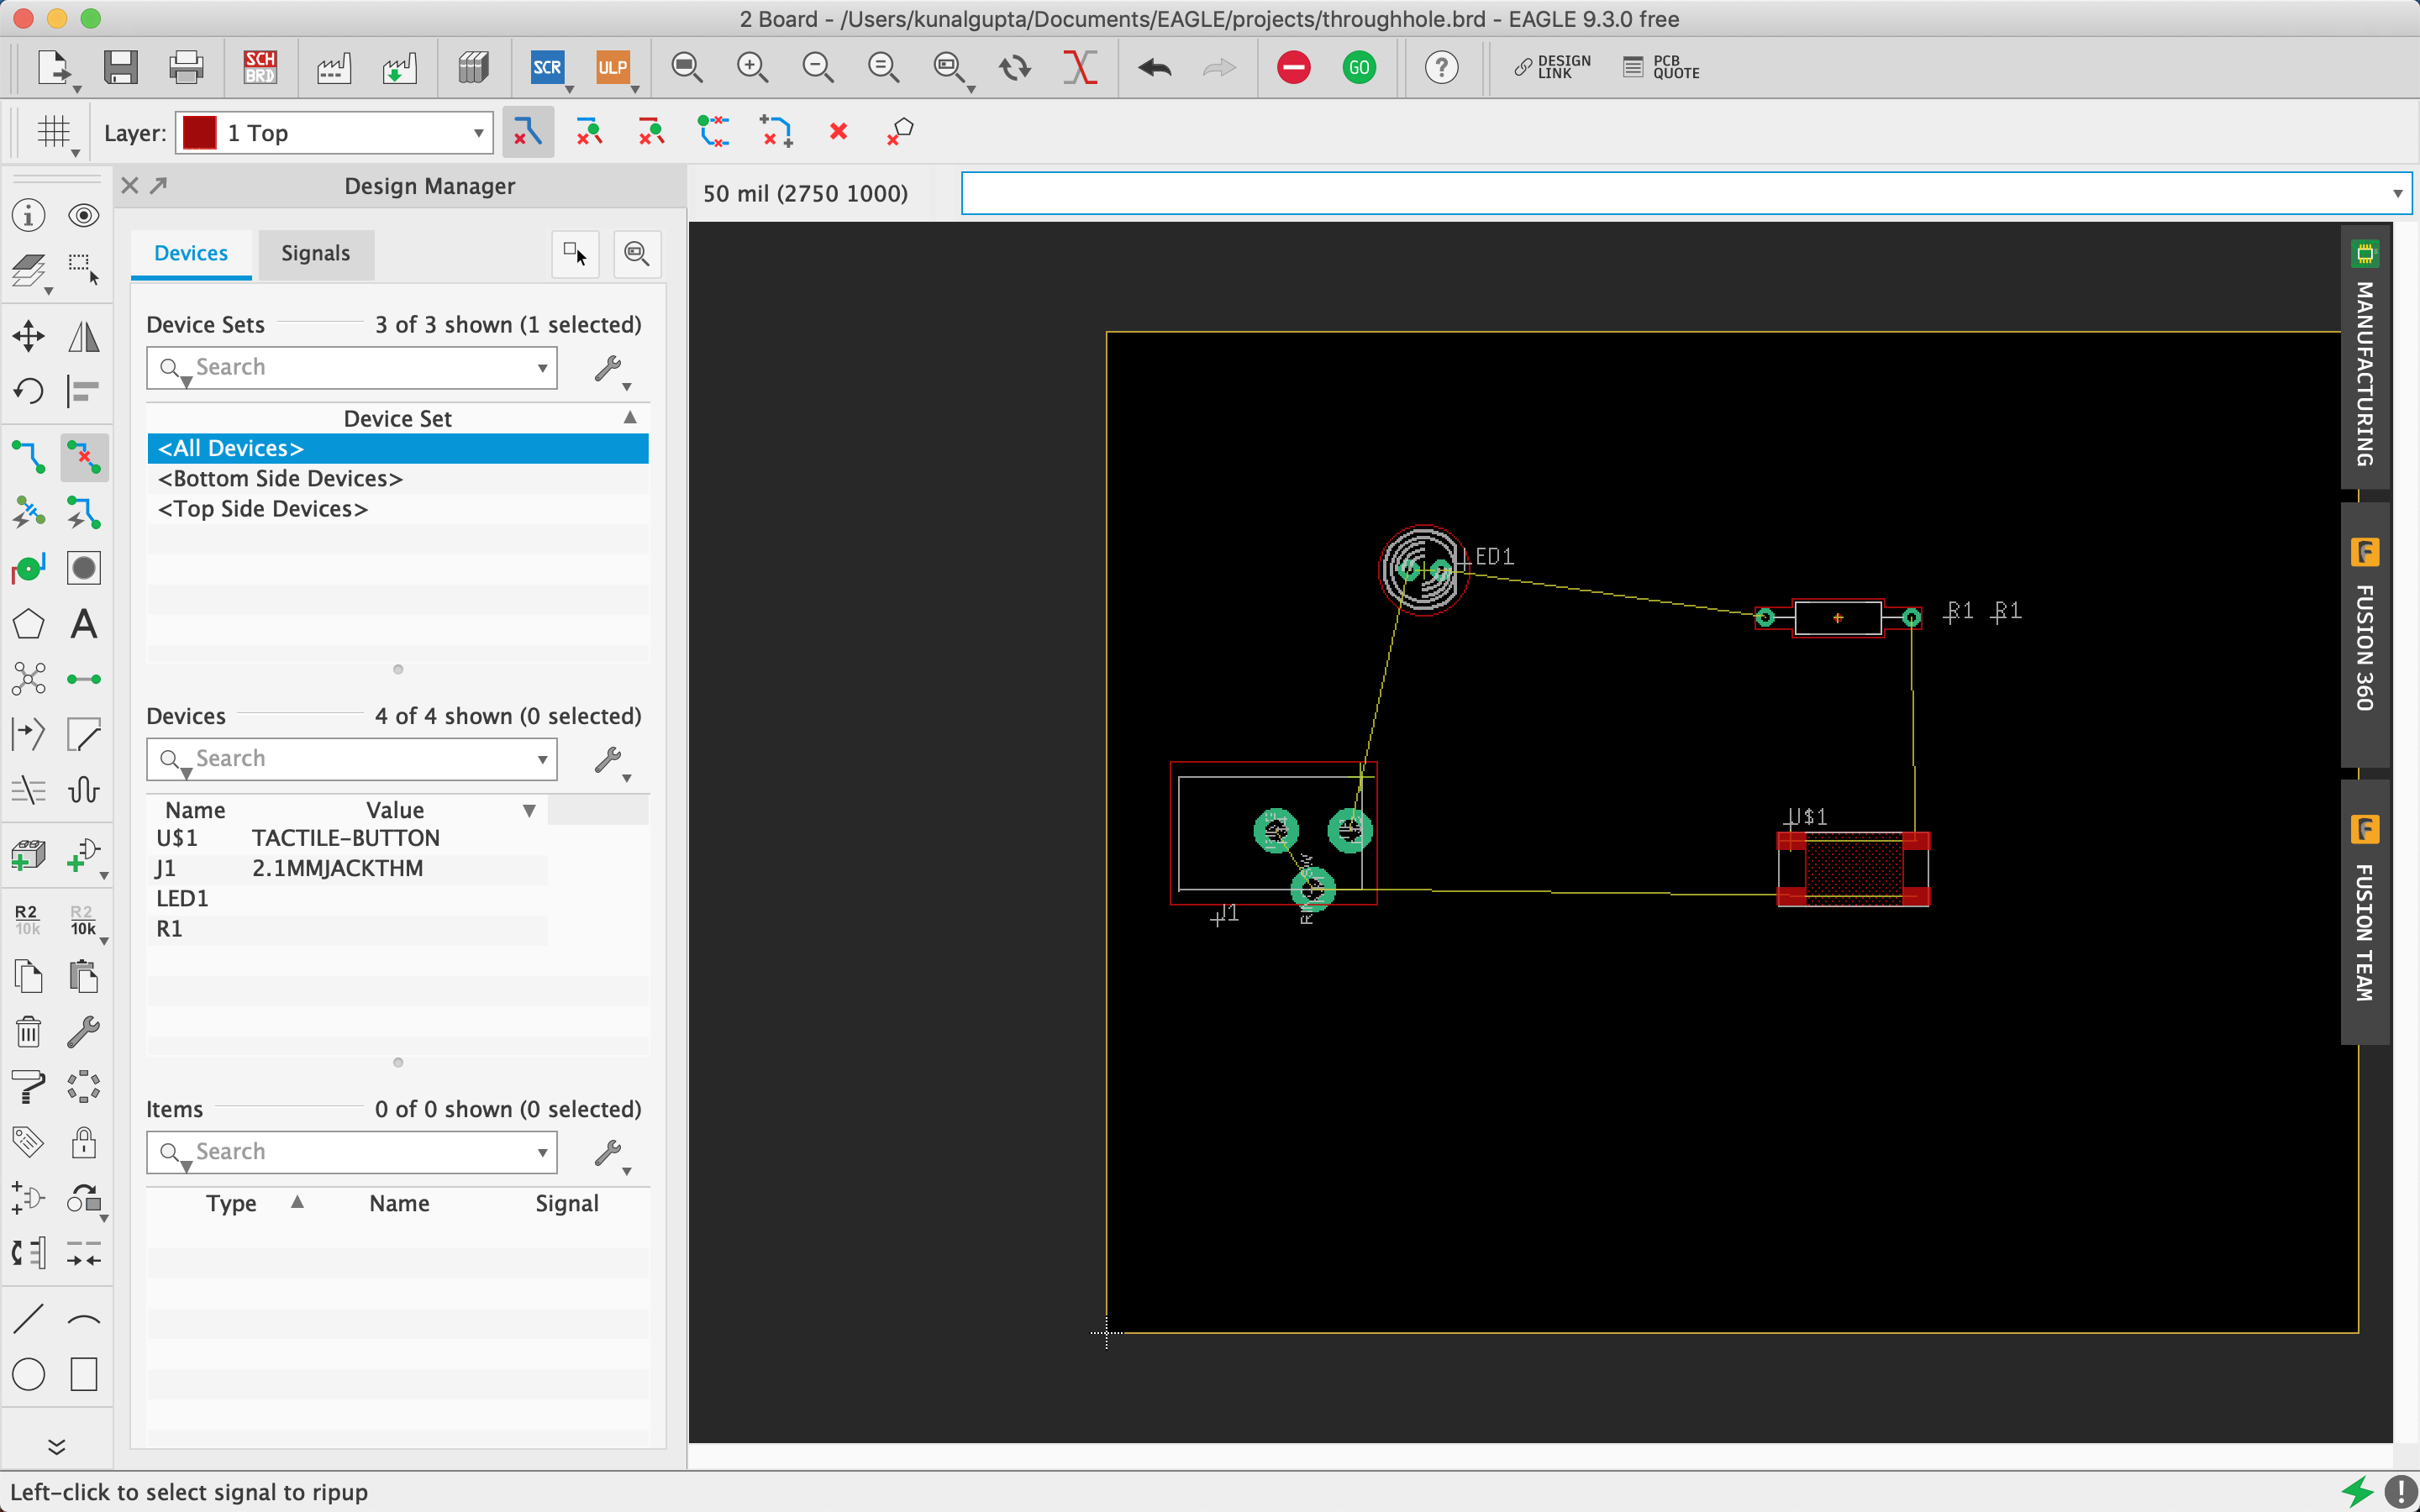 2 Board - /Users/kunalgupta/Documents/EAGLE/projects/throughhole.brd - EAGLE 9.3.0 free
SCH
BRD
SCR
ULP
GO
?
DESIGN
LINK
PCB
QUOTE
Layer:
1 Top
Design Manager
50 mil (2750 1000)
Devices
Signals
Device Sets
3 of 3 shown (1 selected)
Search
Device Set
<All Devices>
<Bottom Side Devices>
<Top Side Devices>
Devices
4 of 4 shown (0 selected)
Search
Name Value
U$1 TACTILE-BUTTON
J1 2.1MMJACKTHM
LED1
R1
Items
0 of 0 shown (0 selected)
Search
Type Name Signal
R2
10k
R2
10k
A
LED1
R1 R1
U$1
J1
MANUFACTURING
FUSION 360
FUSION TEAM
Left-click to select signal to ripup